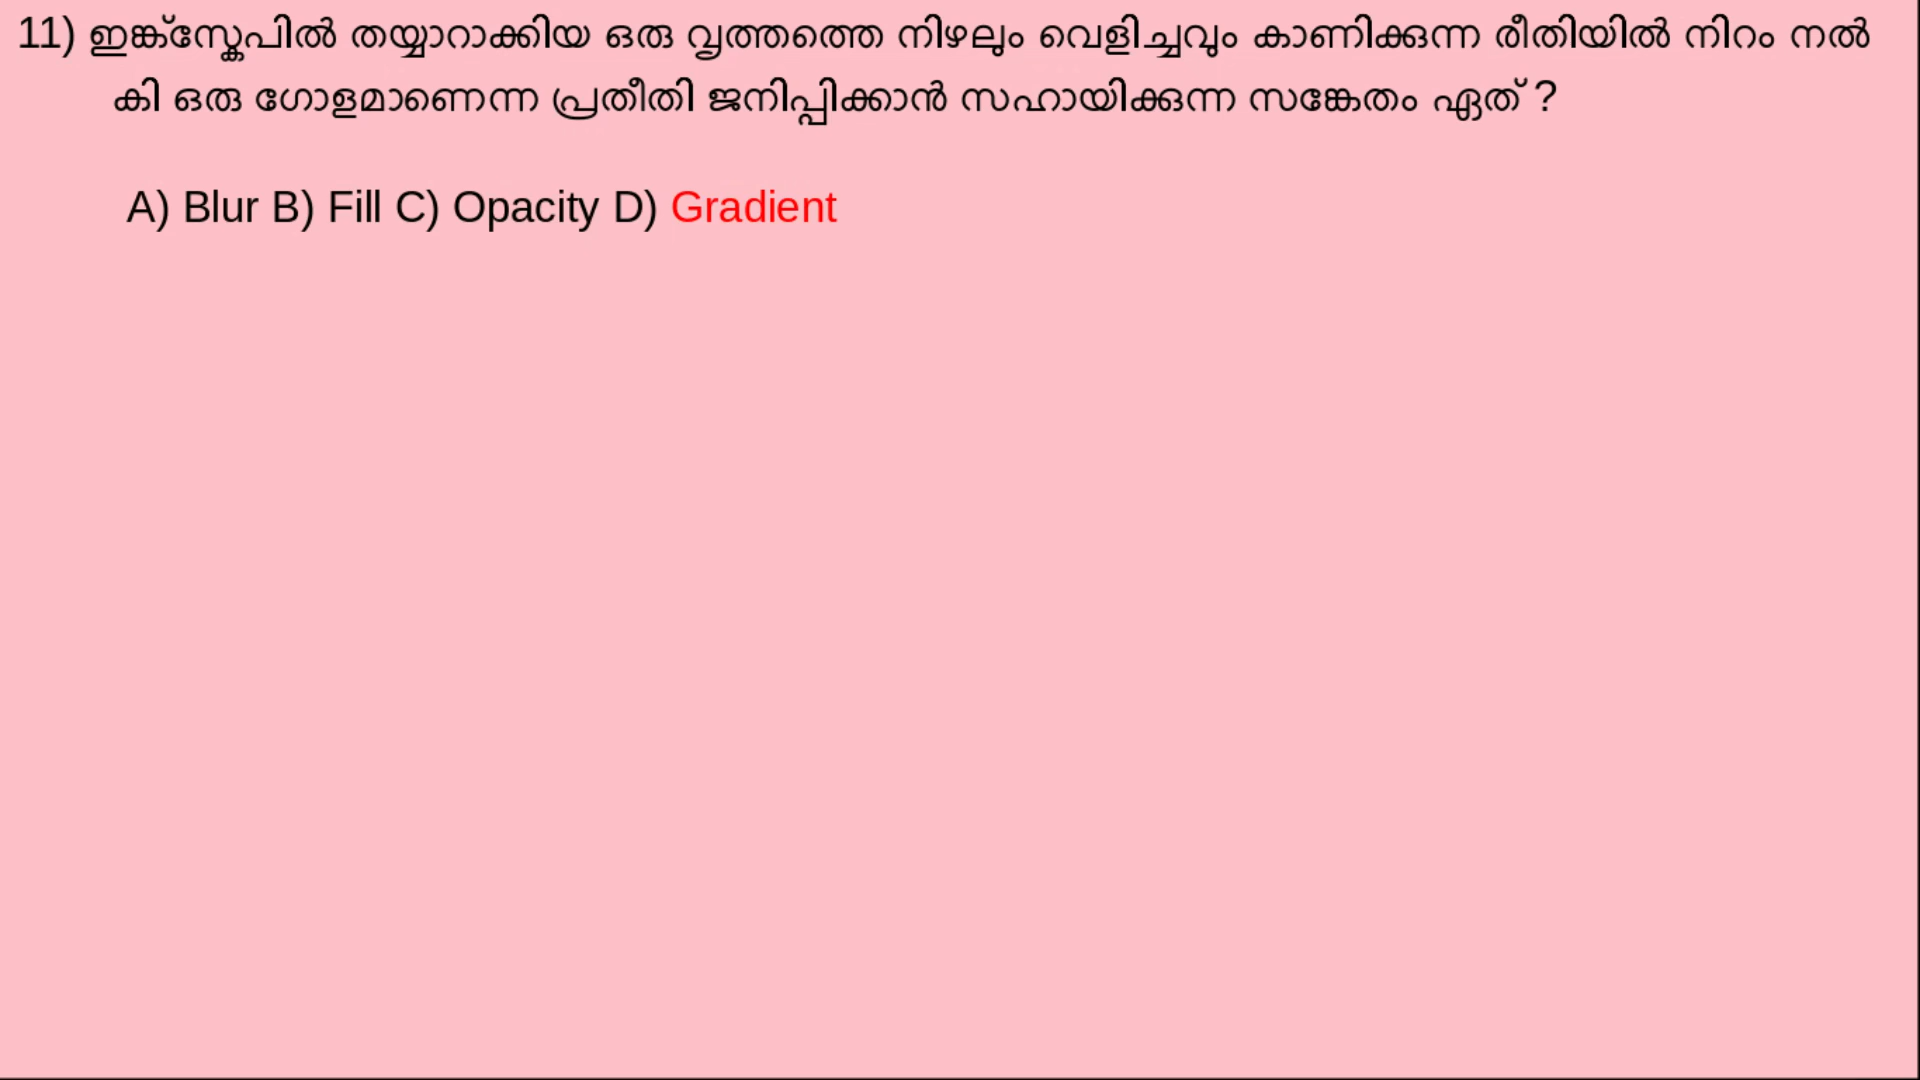 11) ഇങ്ക്സ്കേപിൽ തയ്യാറാക്കിയ ഒരു വൃത്തത്തെ നിഴലും വെളിച്ചവും കാണിക്കുന്ന രീതിയിൽ നിറം നൽ
കി ഒരു ഗോളമാണെന്ന പ്രതീതി ജനിപ്പിക്കാൻ സഹായിക്കുന്ന സങ്കേതം ഏത് ?
A) Blur B) Fill C) Opacity D) Gradient